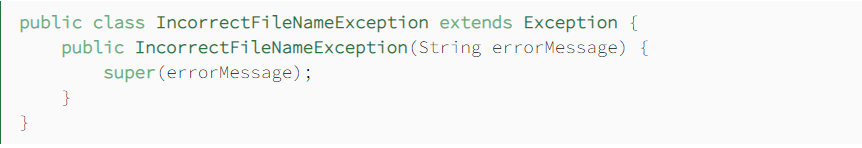 public class IncorrectFileNameException extends Exception {
    public IncorrectFileNameException(String errorMessage) {
        super(errorMessage);
    }
}